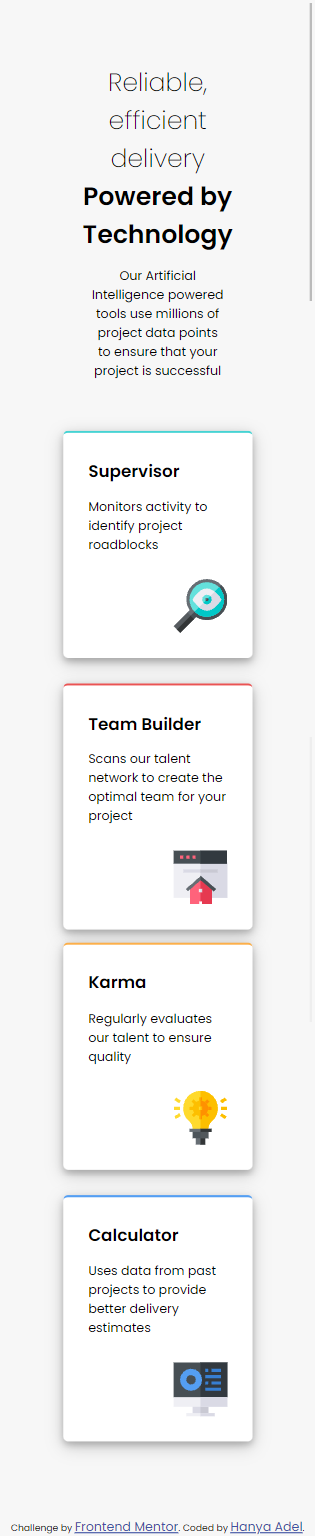 Reliable,
efficient
delivery
Powered by
Technology
Our Artificial
Intelligence powered
tools use millions of
project data points
to ensure that your
project is successful
Supervisor
Monitors activity to
identify project
roadblocks
Team Builder
Scans our talent
network to create the
optimal team for your
project
Karma
Regularly evaluates
our talent to ensure
quality
Calculator
Uses data from past
projects to provide
better delivery
estimates
Challenge by Frontend Mentor. Coded by Hanya Adel.